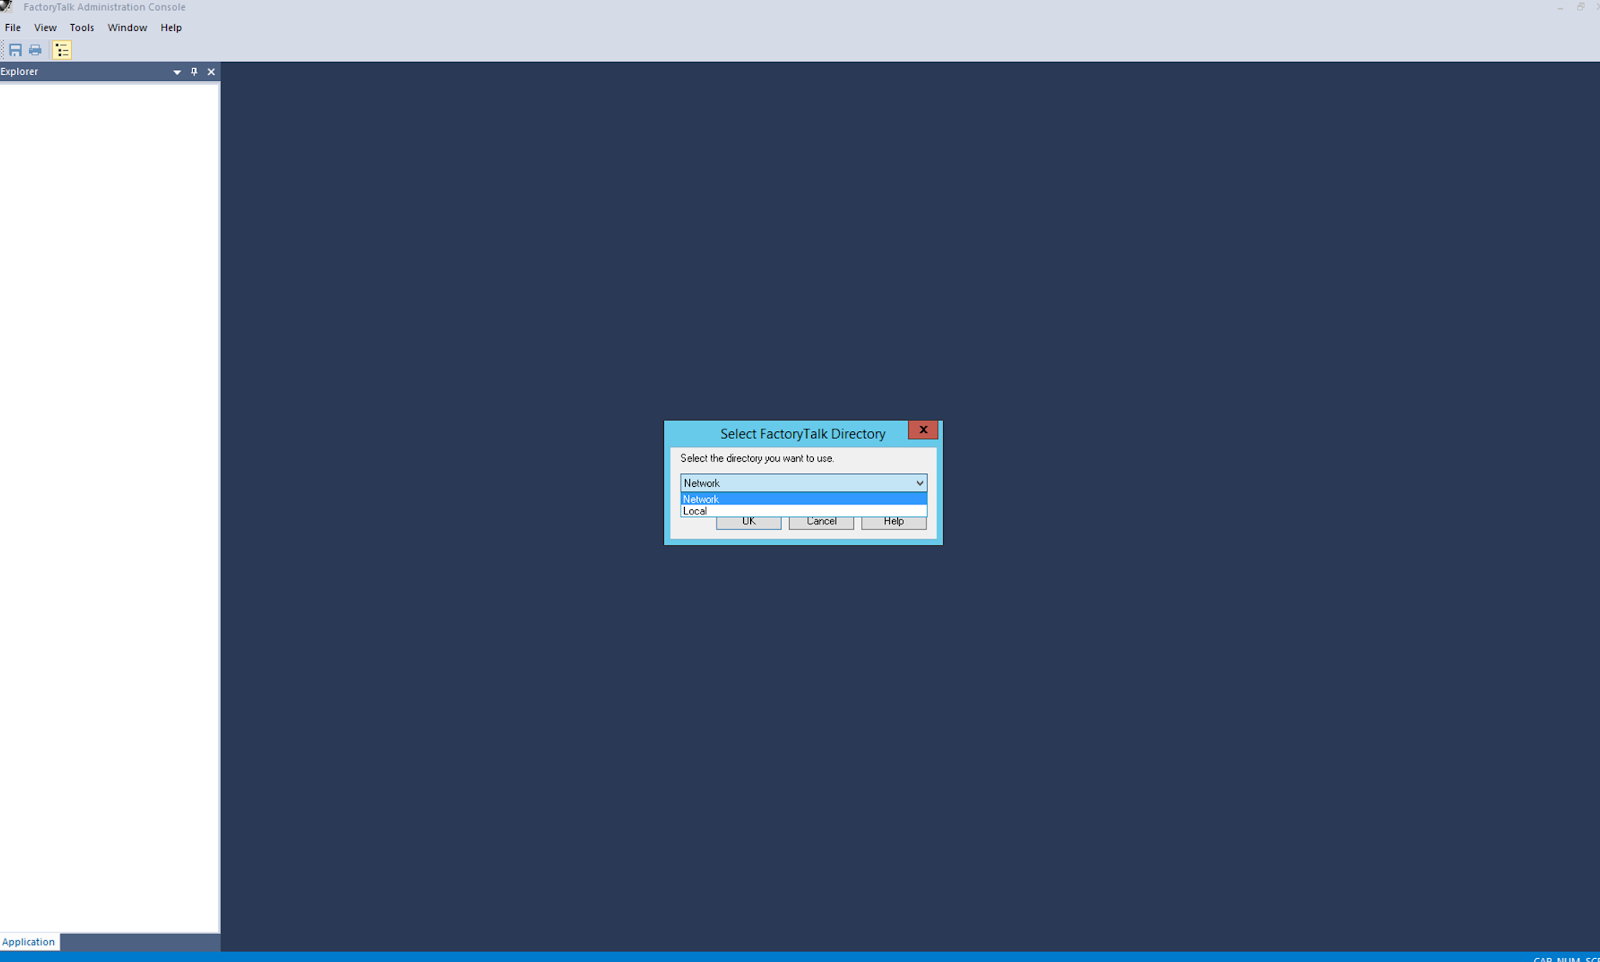 FactoryTalk Administration Console
File View Tools Window Help
Explorer
Select FactoryTalk Directory
Select the directory you want to use.
Network
Network
Local
OK Cancel Help
Application
CAP NUM